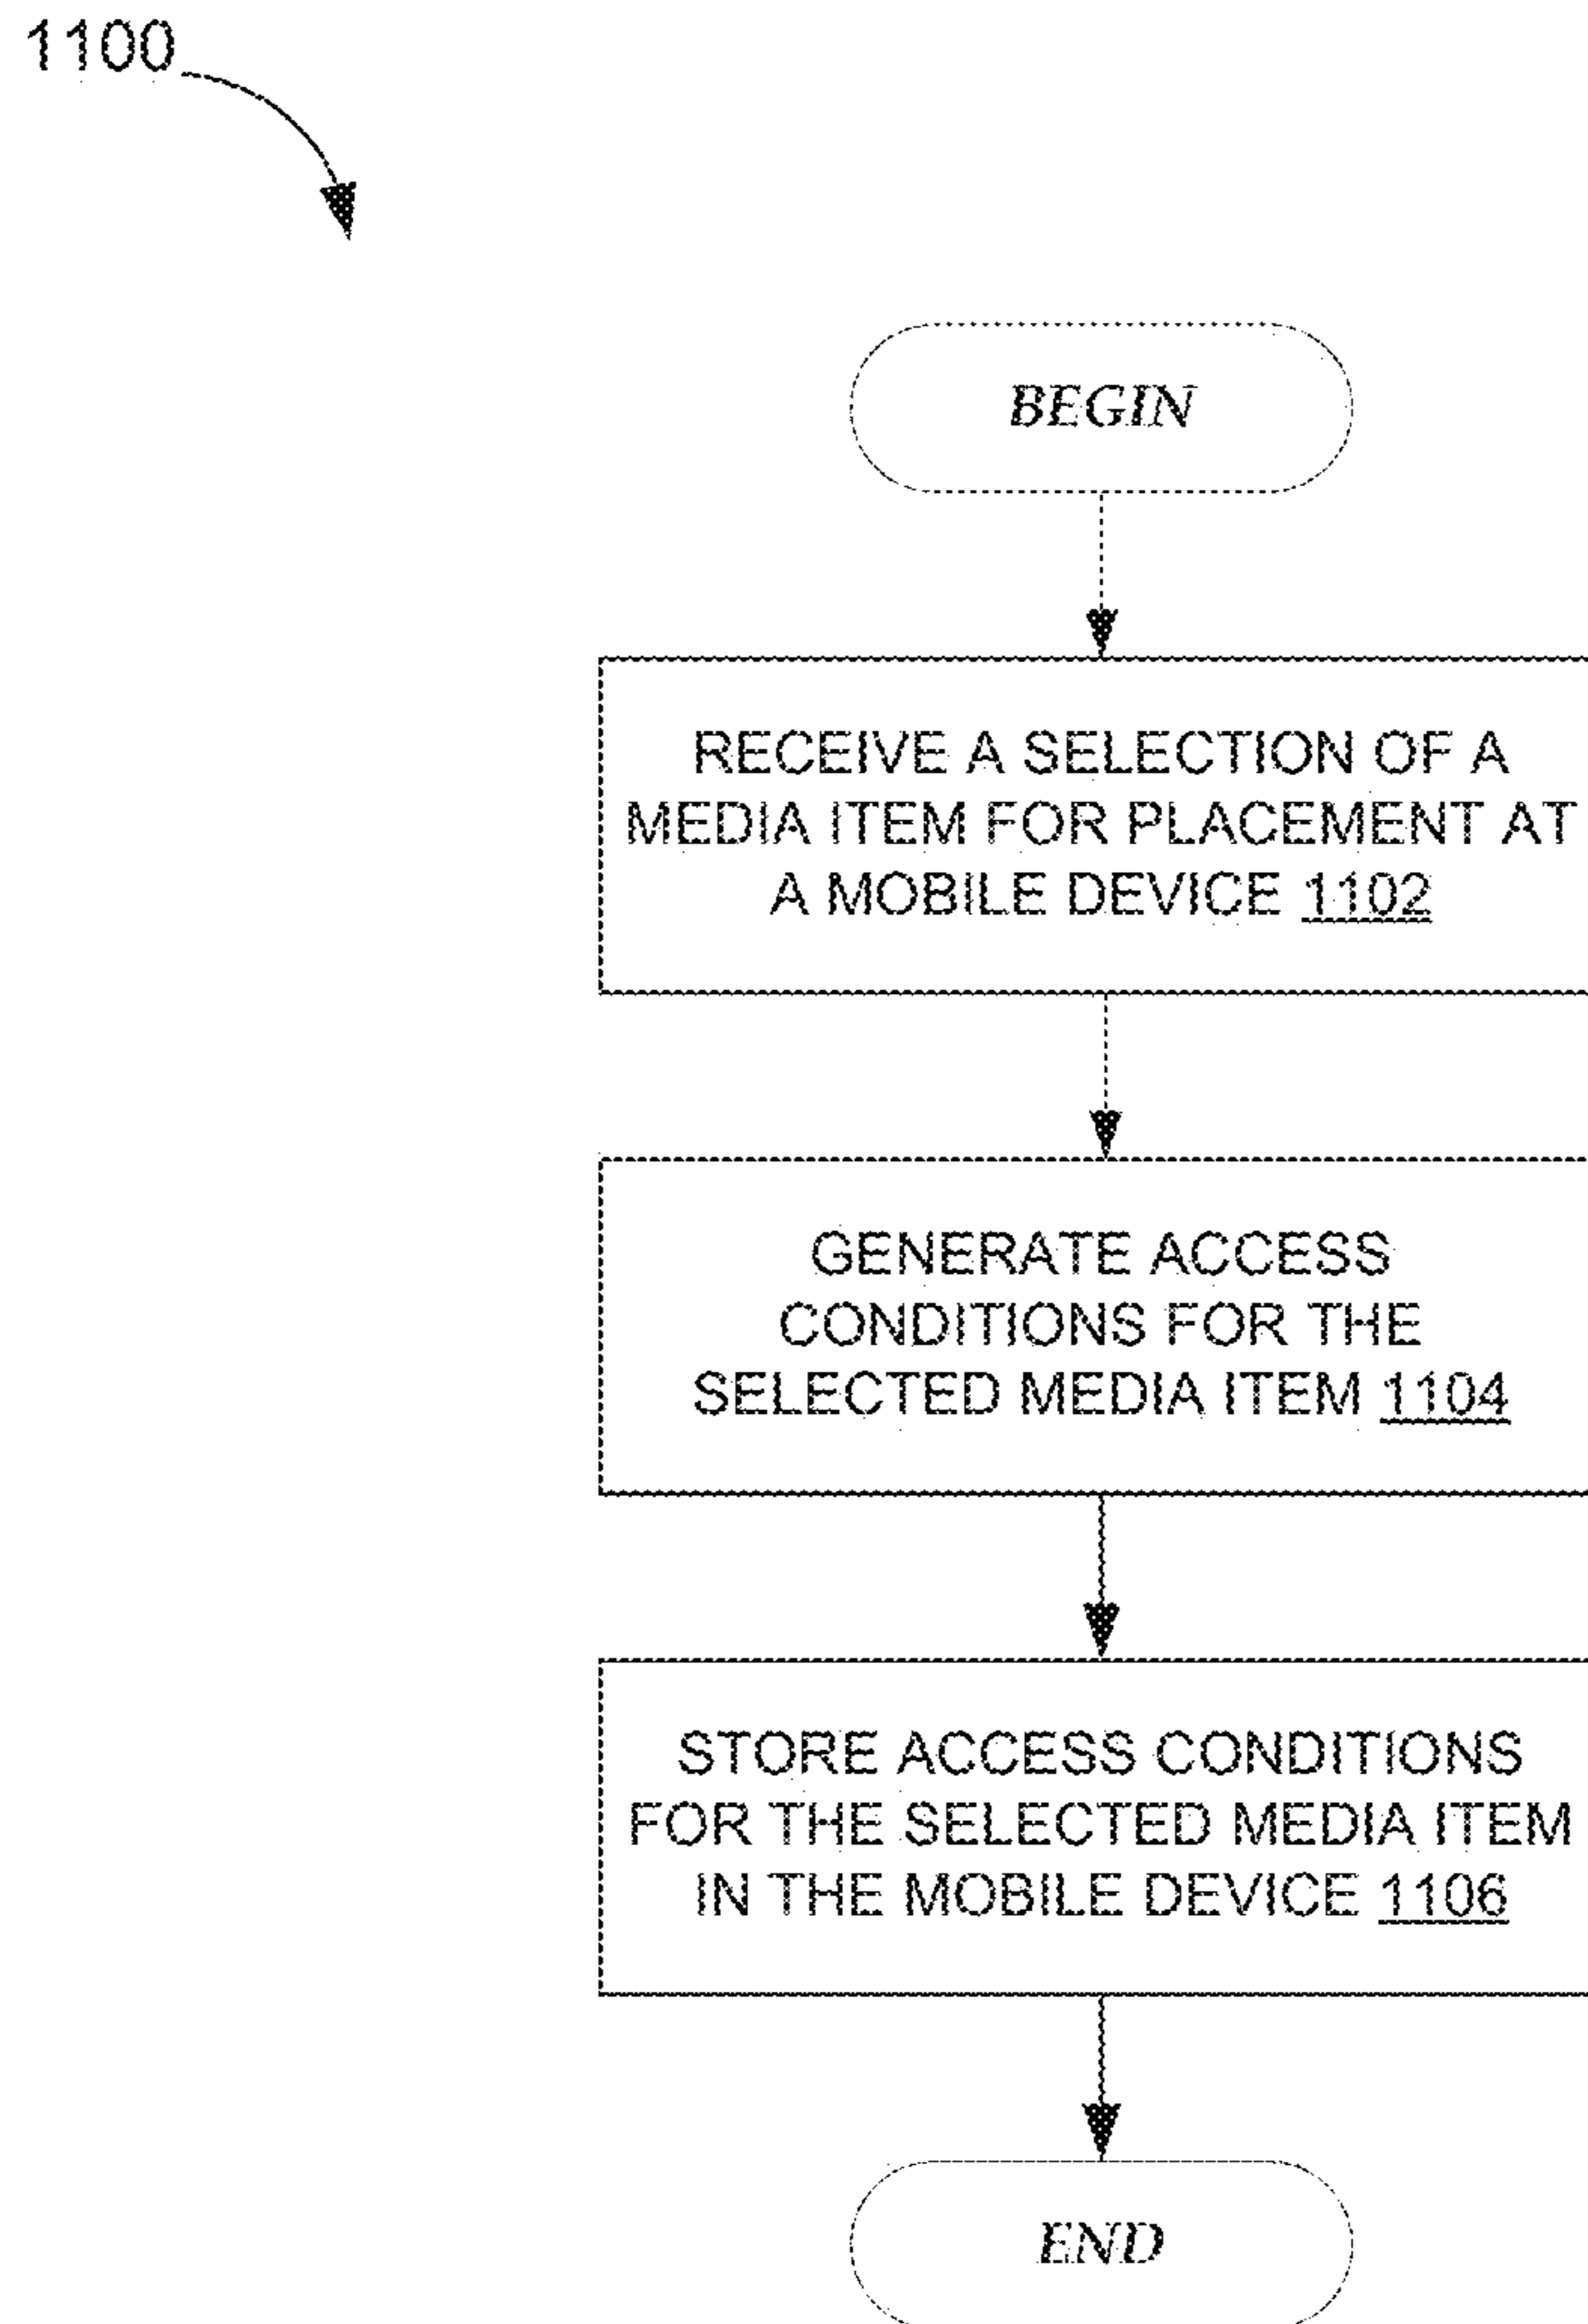 1100
BEGIN
RECEIVE A SELECTION OF A
MEDIA ITEM FOR PLACEMENT AT
A MOBILE DEVICE 1102
GENERATE ACCESS
CONDITIONS FOR THE
SELECTED MEDIA ITEM 1104
STORE ACCESS CONDITIONS
FOR THE SELECTED MEDIA ITEM
IN THE MOBILE DEVICE 1106
END